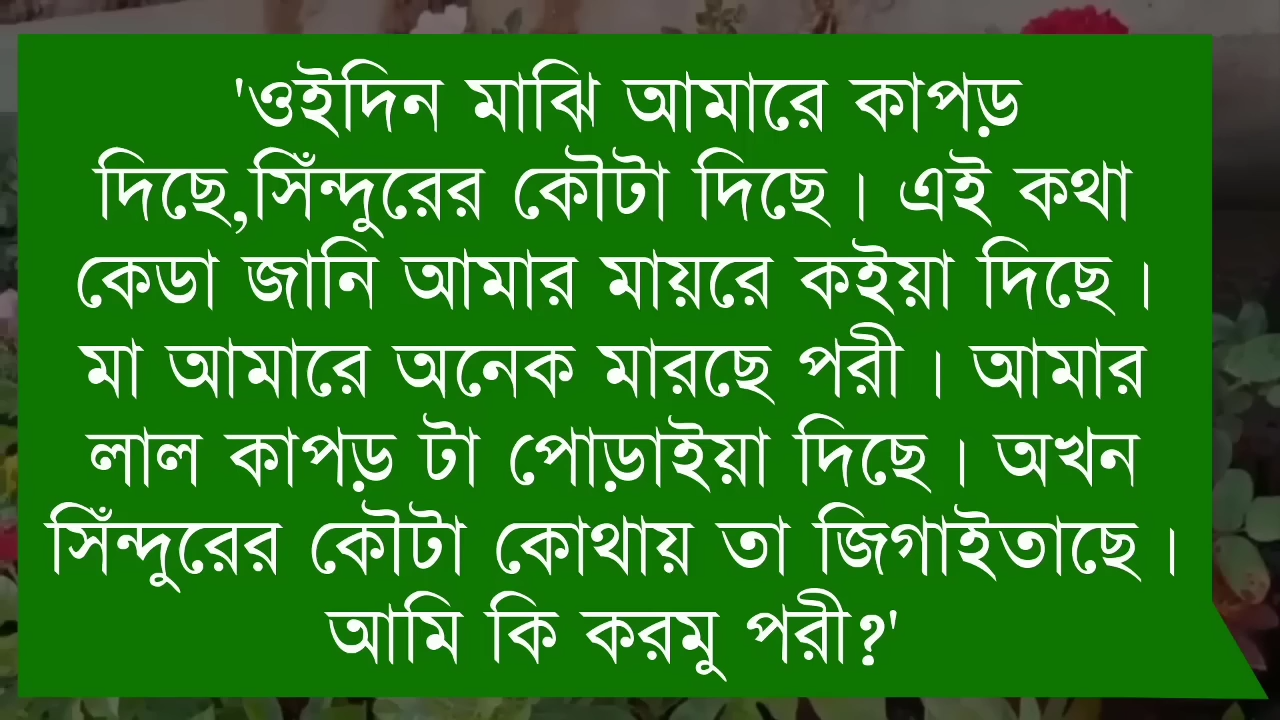 'ওইদিন মাঝি আমারে কাপড়
দিছে,সিঁন্দুরের কৌটা দিছে। এই কথা
কেডা জানি আমার মায়রে কইয়া দিছে।
মা আমারে অনেক মারছে পরী। আমার
লাল কাপড় টা পোড়াইয়া দিছে। অখন
সিঁন্দুরের কৌটা কোথায় তা জিগাইতাছে।
আমি কি করমু পরী?'